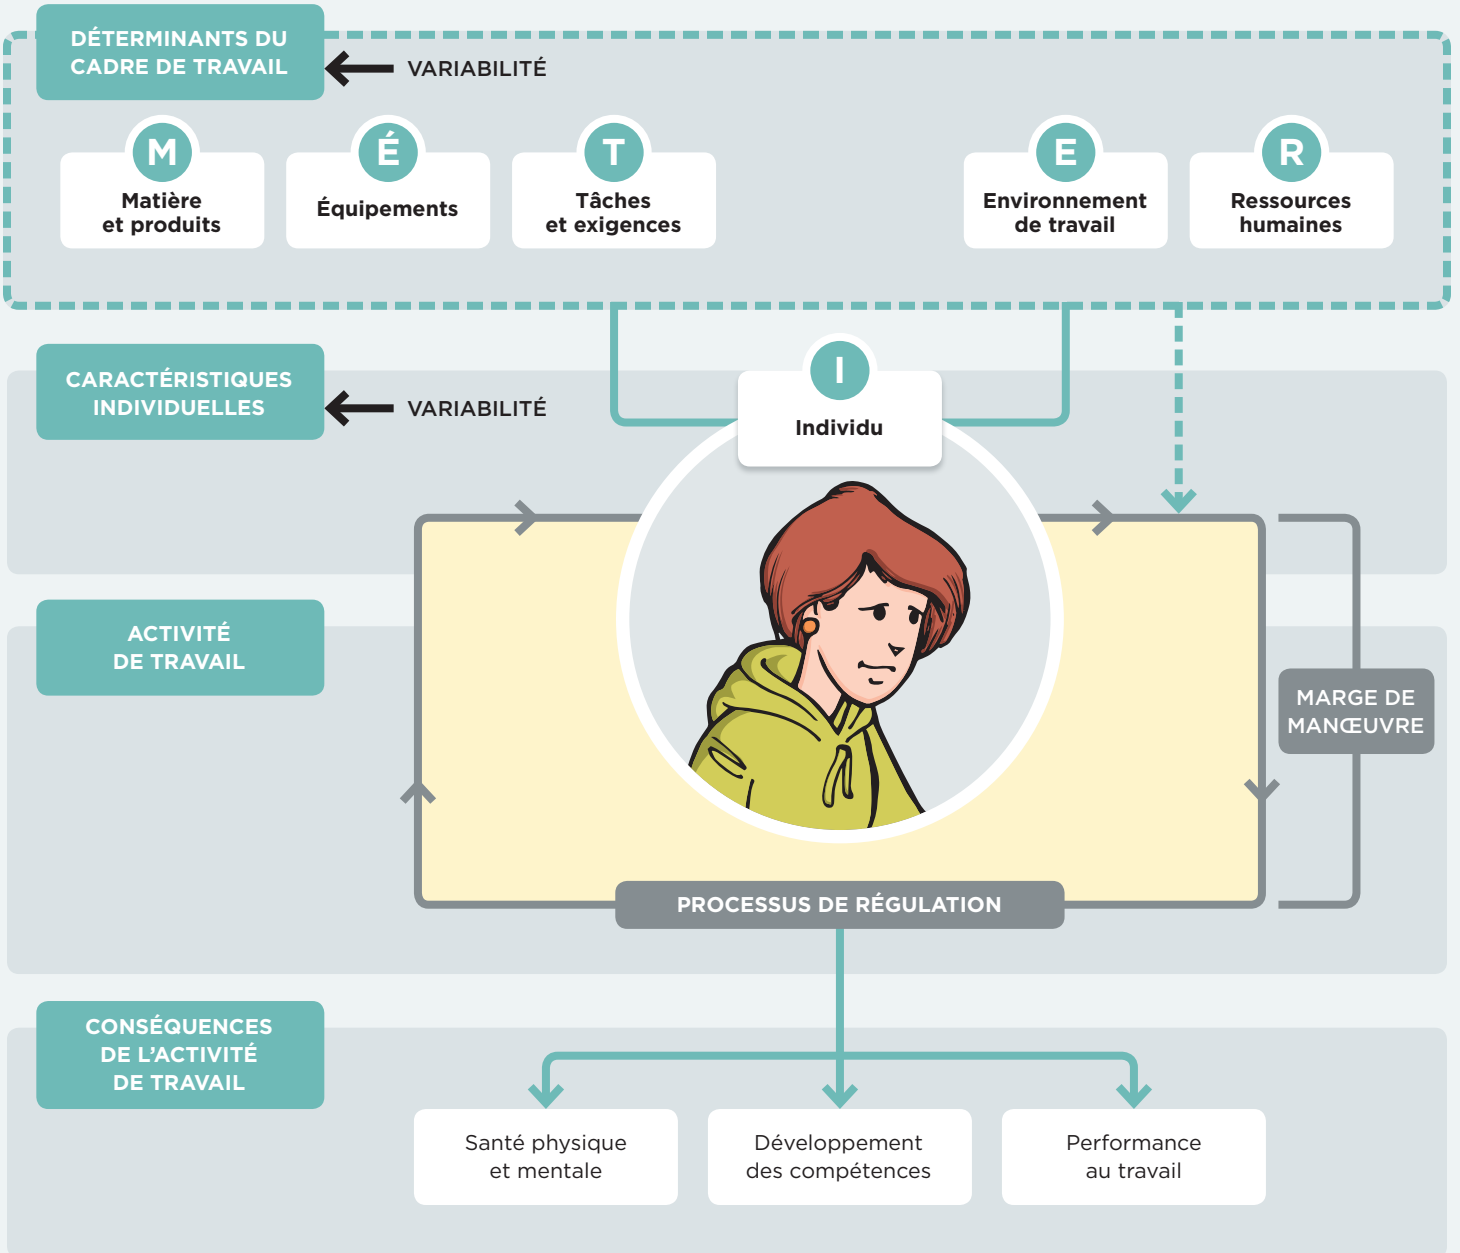 DÉTERMINANTS DU
CADRE DE TRAVAIL
VARIABILITÉ
M
Matière
et produits
É
Équipements
T
Tâches
et exigences
E
Environnement
de travail
R
Ressources
humaines
CARACTÉRISTIQUES
INDIVIDUELLES
VARIABILITÉ
I
Individu
ACTIVITÉ
DE TRAVAIL
MARGE DE
MANŒUVRE
PROCESSUS DE RÉGULATION
CONSÉQUENCES
DE L’ACTIVITÉ
DE TRAVAIL
Santé physique
et mentale
Développement
des compétences
Performance
au travail